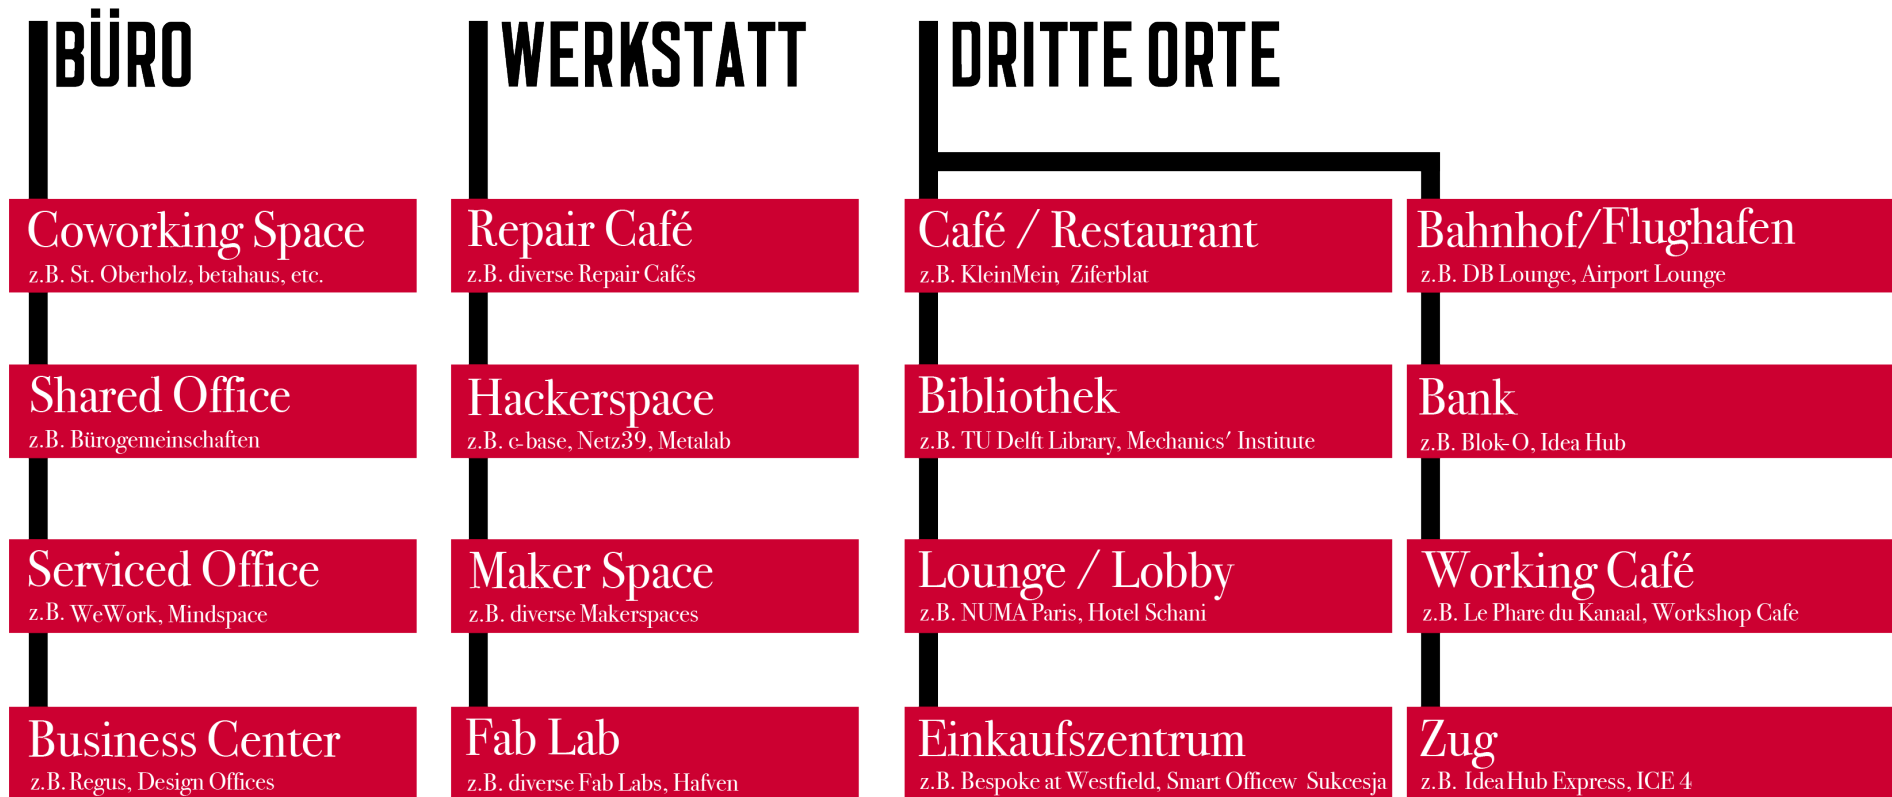 BÜRO
Coworking Space
z.B. St. Oberholz, betahaus, etc.
Shared Office
z.B. Bürogemeinschaften
Serviced Office
z.B. WeWork, Mindspace
Business Center
z.B. Regus, Design Offices
WERKSTATT
Repair Café
z.B. diverse Repair Cafés
Hackerspace
z.B. c-base, Netz39, Metalab
Maker Space
z.B. diverse Makerspaces
Fab Lab
z.B. diverse Fab Labs, Hafven
DRITTE ORTE
Café / Restaurant
z.B. KleinMein, Ziferblat
Bibliothek
z.B. TU Delft Library, Mechanics' Institute
Lounge / Lobby
z.B. NUMA Paris, Hotel Schani
Einkaufszentrum
z.B. Bespoke at Westfield, Smart Officew Sukcesja
Bahnhof/Flughafen
z.B. DB Lounge, Airport Lounge
Bank
z.B. Blok-O, Idea Hub
Working Café
z.B. Le Phare du Kanaal, Workshop Cafe
Zug
z.B. Idea Hub Express, ICE 4